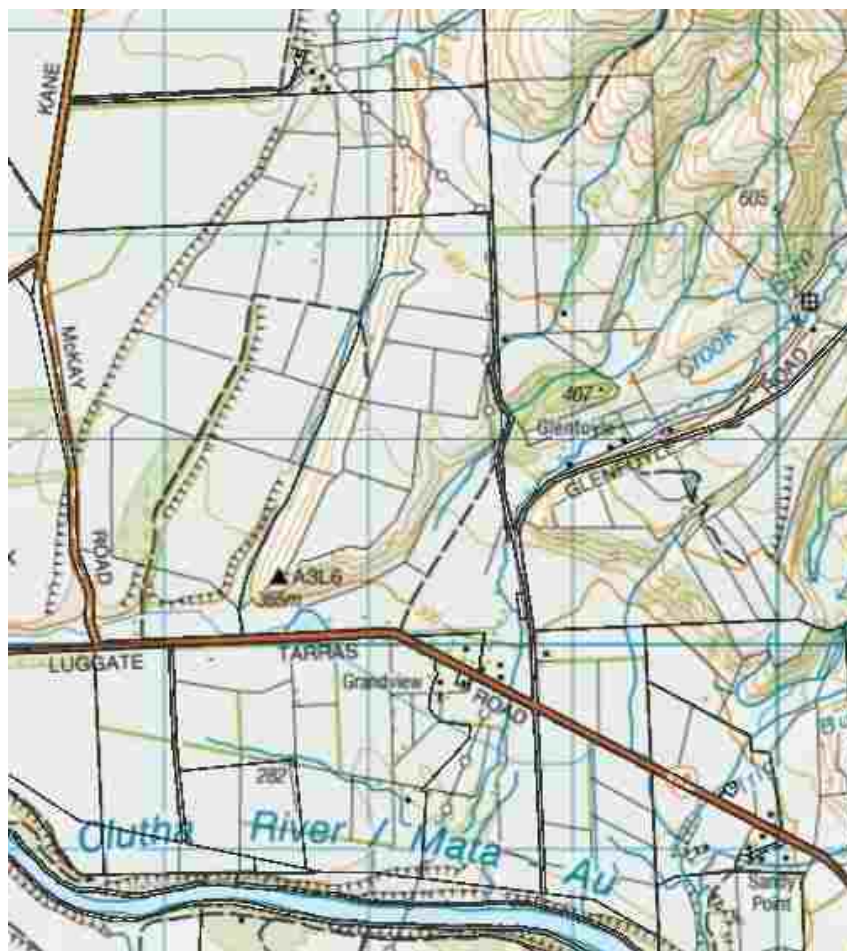 KANE
605
Burn
McKAY
Crook
ROAD
407
Glenfoyle
GLENFOYLE
ROAD
A3L6
LUGGATE
TARRAS
Grandview
ROAD
282
Clutha River / Mata Au
Sandy
Point